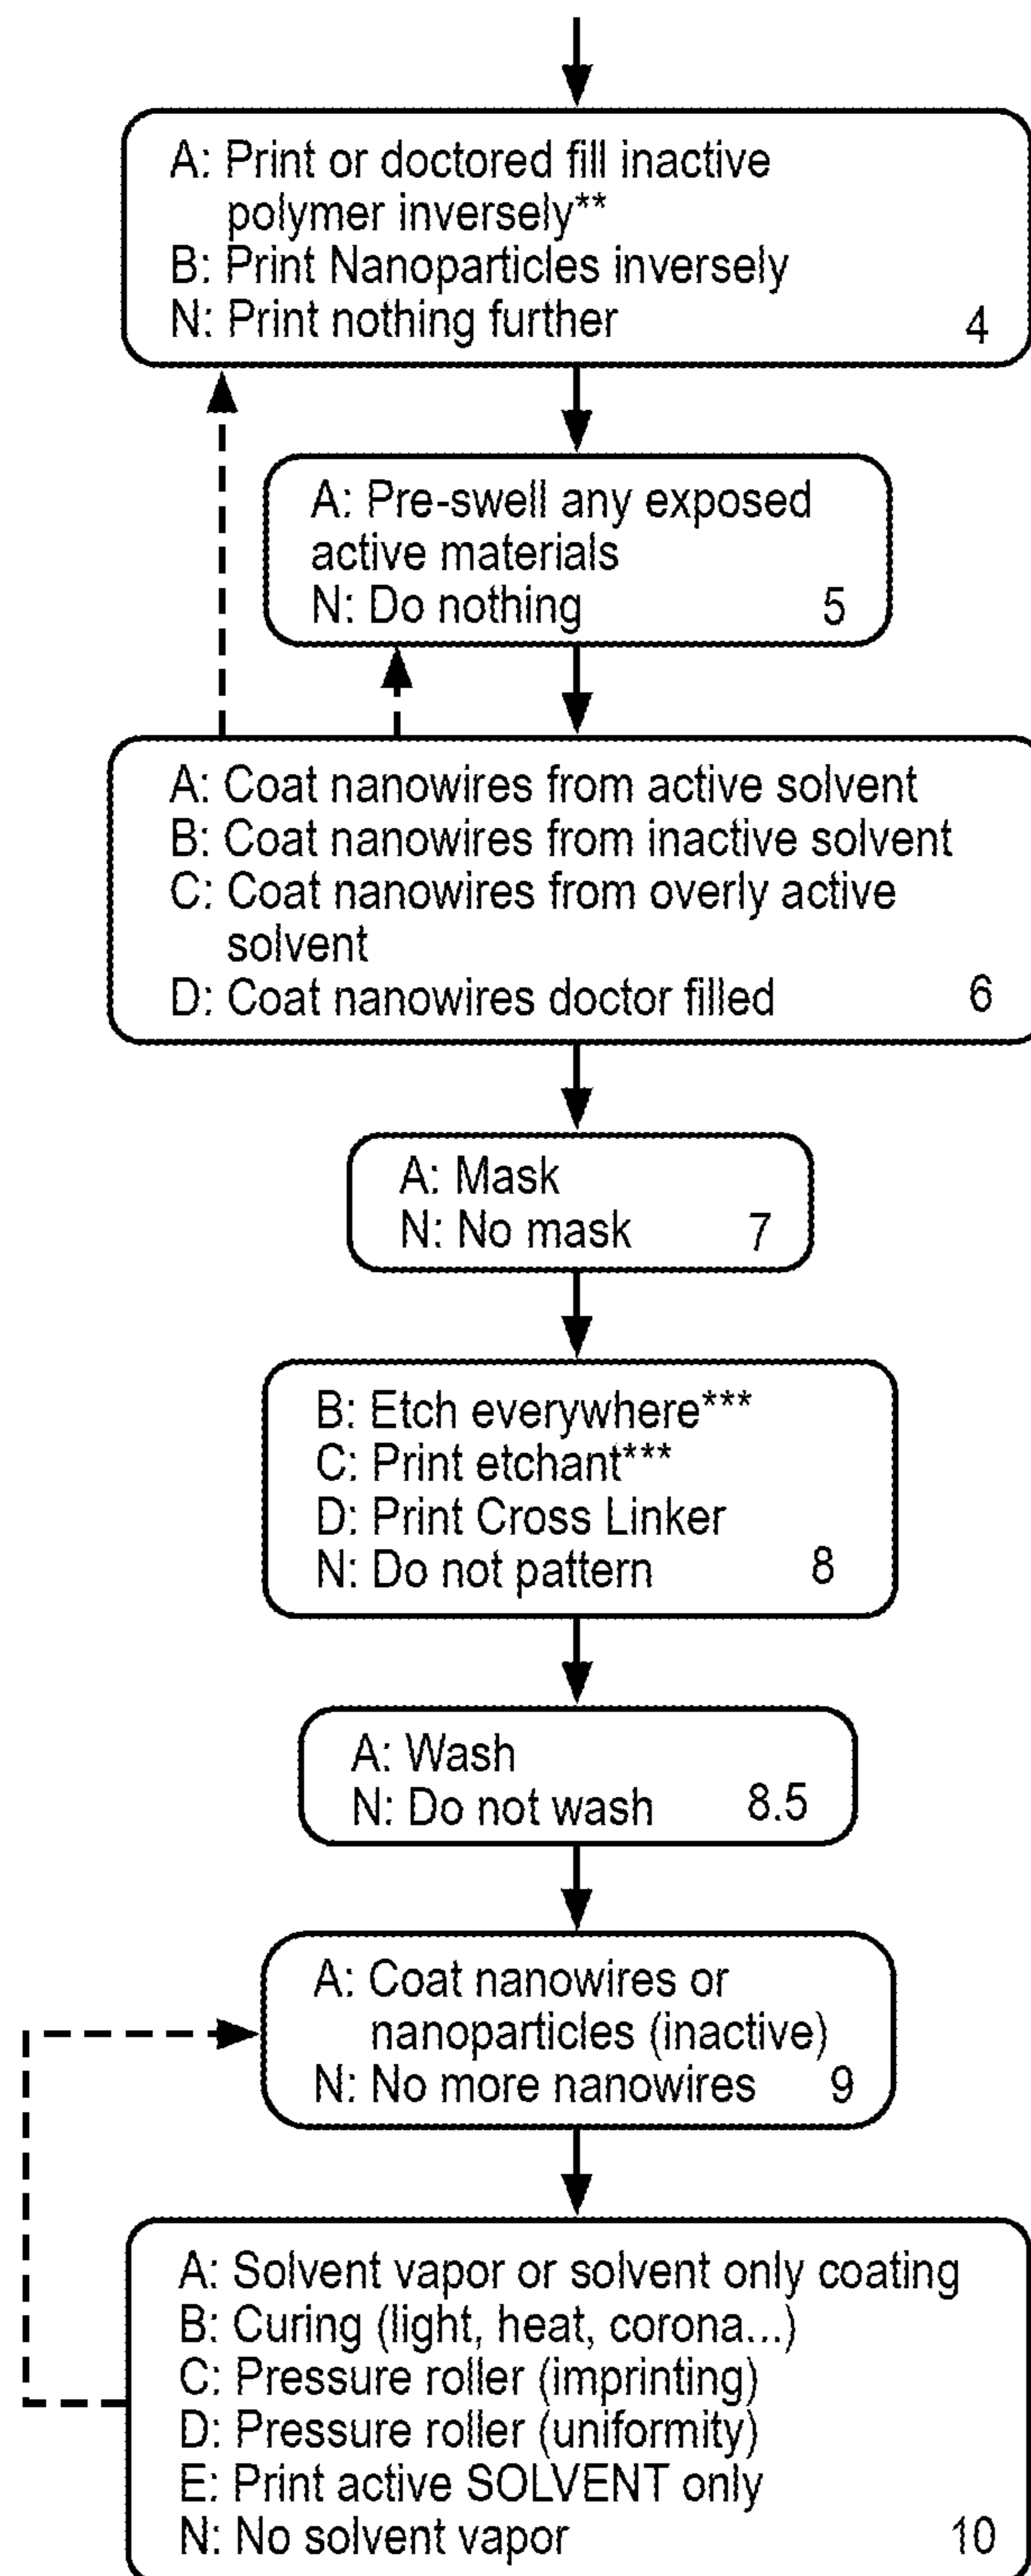 A: Print or doctored fill inactive
polymer inversely**
B: Print Nanoparticles inversely
N: Print nothing further 4
A: Pre-swell any exposed
active materials
N: Do nothing 5
A: Coat nanowires from active solvent
B: Coat nanowires from inactive solvent
C: Coat nanowires from overly active
solvent
D: Coat nanowires doctor filled 6
A: Mask
N: No mask 7
B: Etch everywhere***
C: Print etchant***
D: Print Cross Linker
N: Do not pattern 8
A: Wash
N: Do not wash 8.5
A: Coat nanowires or
nanoparticles (inactive)
N: No more nanowires 9
A: Solvent vapor or solvent only coating
B: Curing (light, heat, corona...)
C: Pressure roller (imprinting)
D: Pressure roller (uniformity)
E: Print active SOLVENT only
N: No solvent vapor 10